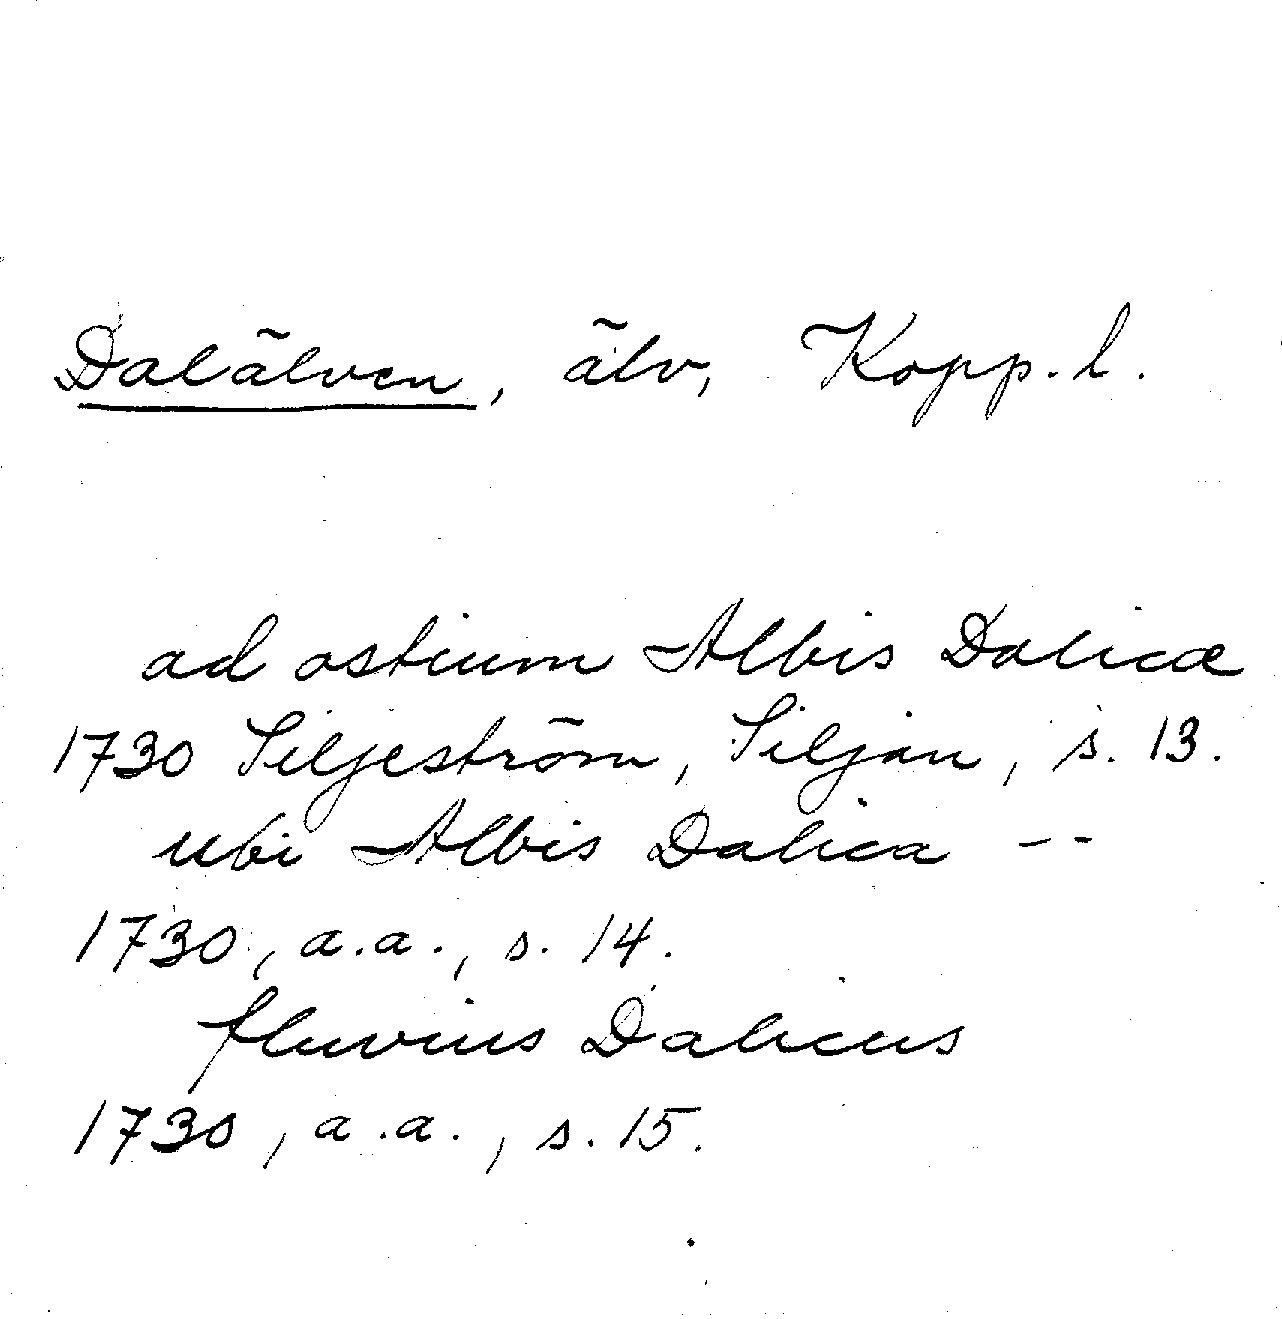 Dalälven, älv, Kopp. l.
ad ostium Albis Dalicæ
1730 Siljeström, Siljan, s. 13.
ubi Albis Dalica --
1730, a.a., s. 14.
fluvius Dalicus
1730, a.a., s. 15.